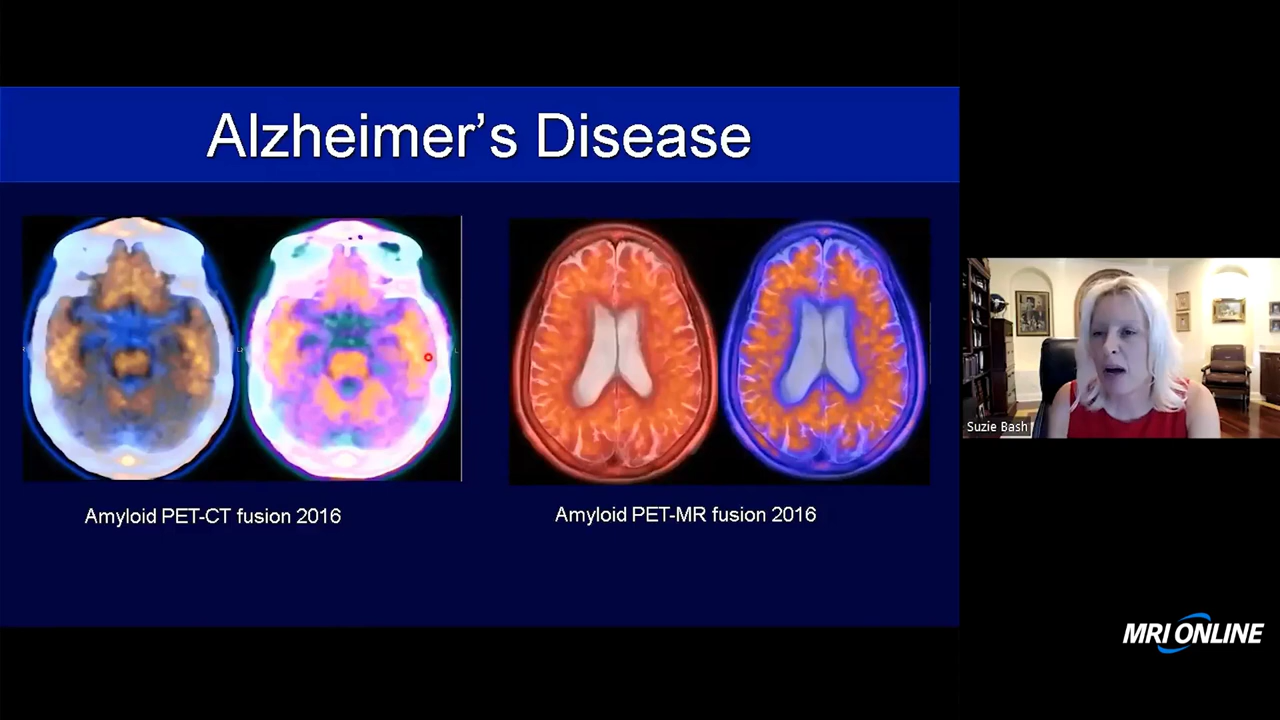 Alzheimer's Disease
Amyloid PET-CT fusion 2016
Amyloid PET-MR fusion 2016
Suzie Bash
MRI ONLINE